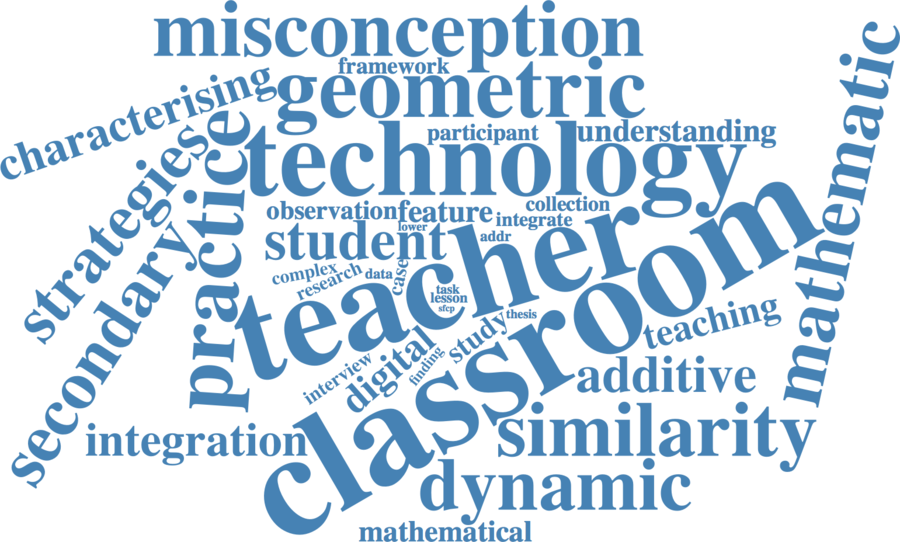 misconception
framework
geometric
characterising
participant
understanding
technology
mathematic
strategies
practice
secondary
observation
feature
collection
integrate
lower
addr
student
teacher
complex
research
data
case
task
lesson
sfcp
thesis
study
teaching
interview
digital
finding
classroom
additive
integration
similarity
dynamic
mathematical